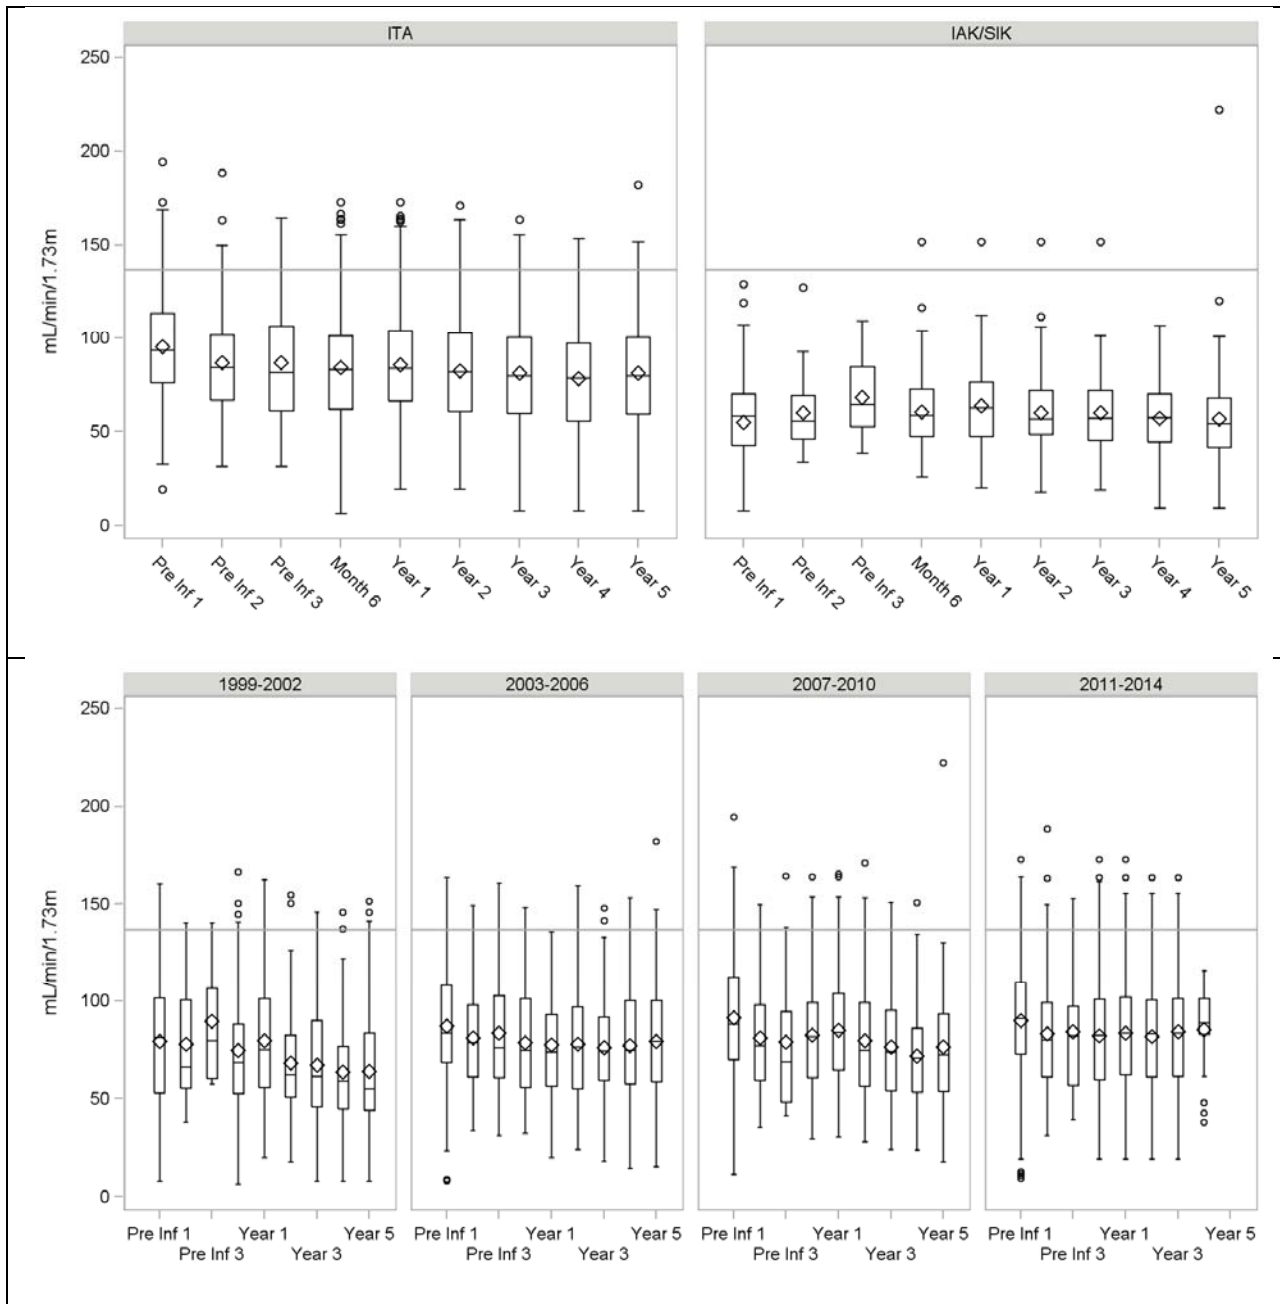 ITA
IAK/SIK
250
200
150
100
50
0
mL/min/1.73m
Pre Inf 1
Pre Inf 2
Pre Inf 3
Month 6
Year 1
Year 2
Year 3
Year 4
Year 5
Pre Inf 1
Pre Inf 2
Pre Inf 3
Month 6
Year 1
Year 2
Year 3
Year 4
Year 5
1999-2002
2003-2006
2007-2010
2011-2014
250
200
150
100
50
0
mL/min/1.73m
Pre Inf 1 Year 1 Year 5
Pre Inf 3 Year 3
Pre Inf 1 Year 1 Year 5
Pre Inf 3 Year 3
Pre Inf 1 Year 1 Year 5
Pre Inf 3 Year 3
Pre Inf 1 Year 1 Year 5
Pre Inf 3 Year 3